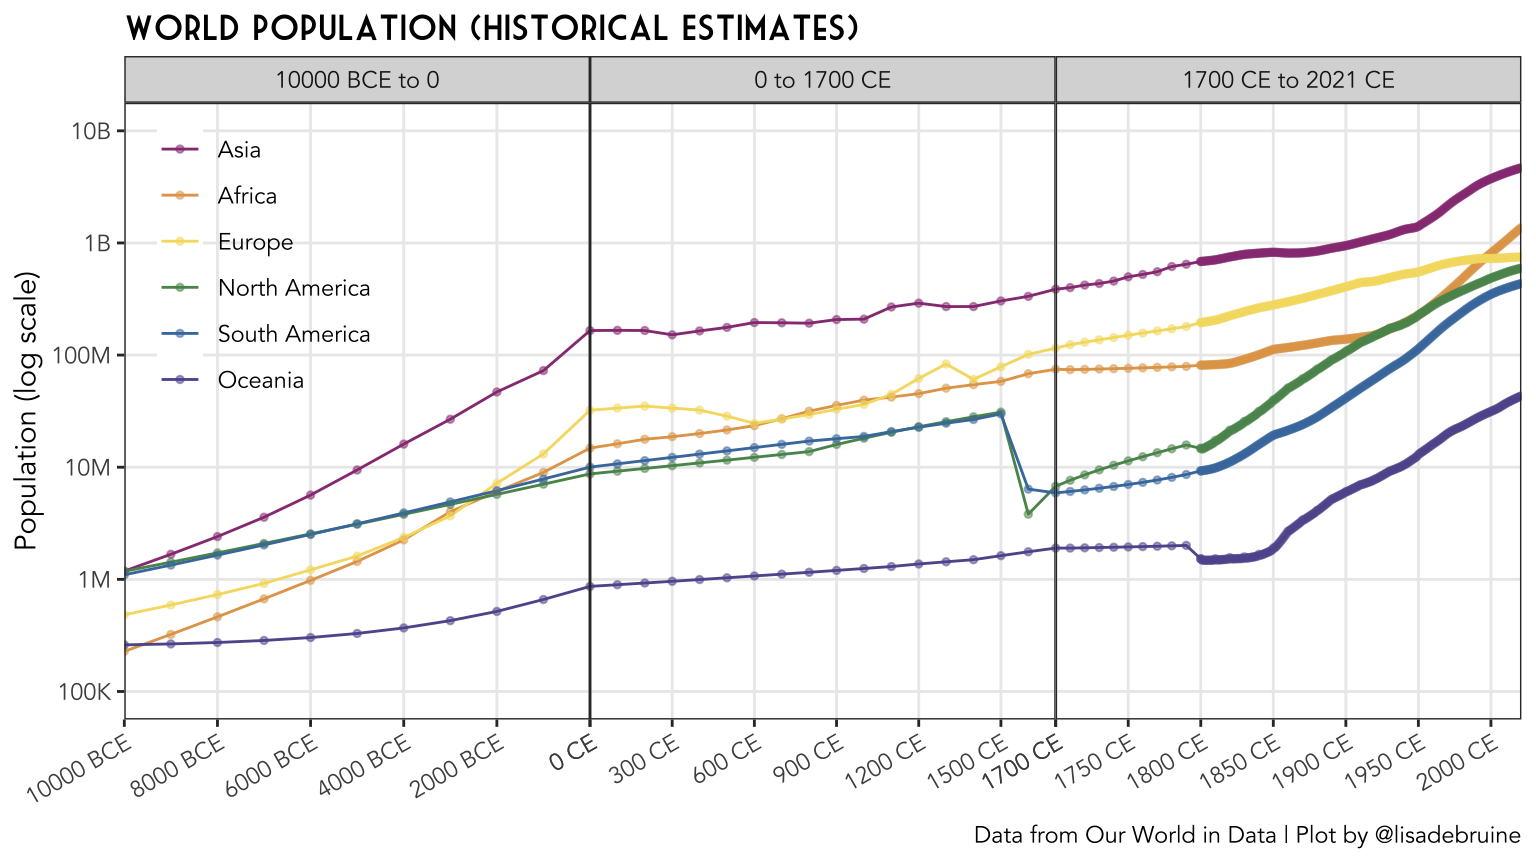 WORLD POPULATION (HISTORICAL ESTIMATES)
10000 BCE to 0
0 to 1700 CE
1700 CE to 2021 CE
Population (log scale)
10B
1B
100M
10M
1M
100K
Asia
Africa
Europe
North America
South America
Oceania
10000 BCE
8000 BCE
6000 BCE
4000 BCE
2000 BCE
0 CE
300 CE
600 CE
900 CE
1200 CE
1500 CE
1700 CE
1750 CE
1800 CE
1850 CE
1900 CE
1950 CE
2000 CE
Data from Our World in Data | Plot by @lisadebruine